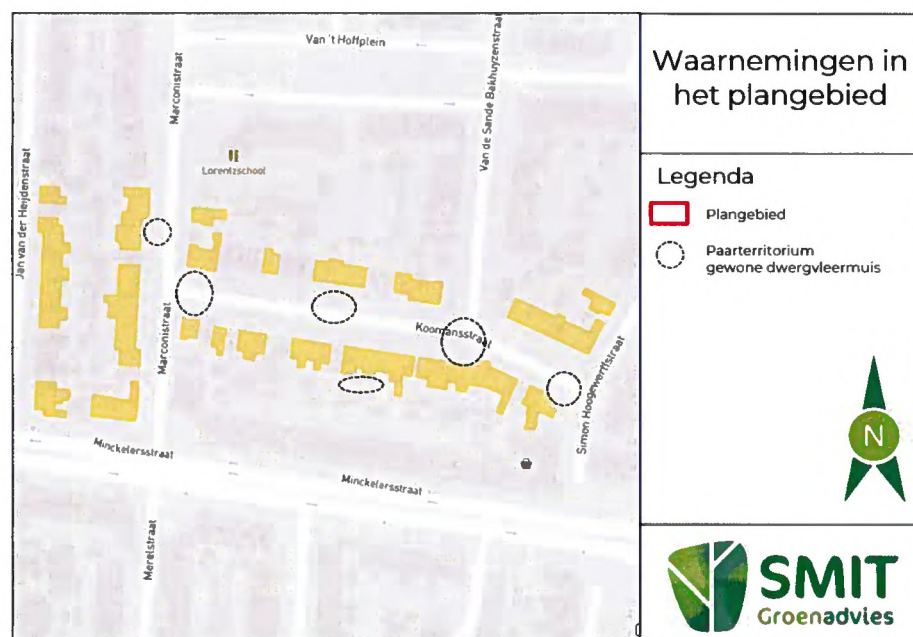 Van 't Hoffplein
Marconistraat
Van de Sande Bakhuyzenstraat
Jan van der Heijdenstraat
Lorentzschool
Koomansstraat
Marconistraat
Simon Hoogewerffstraat
Minckelersstraat
Minckelersstraat
Merelstraat
Waarnemingen in
het plangebied
Legenda
Plangebied
Paarterritorium
gewone dwergvleermuis
N
SMIT
Groenadvies